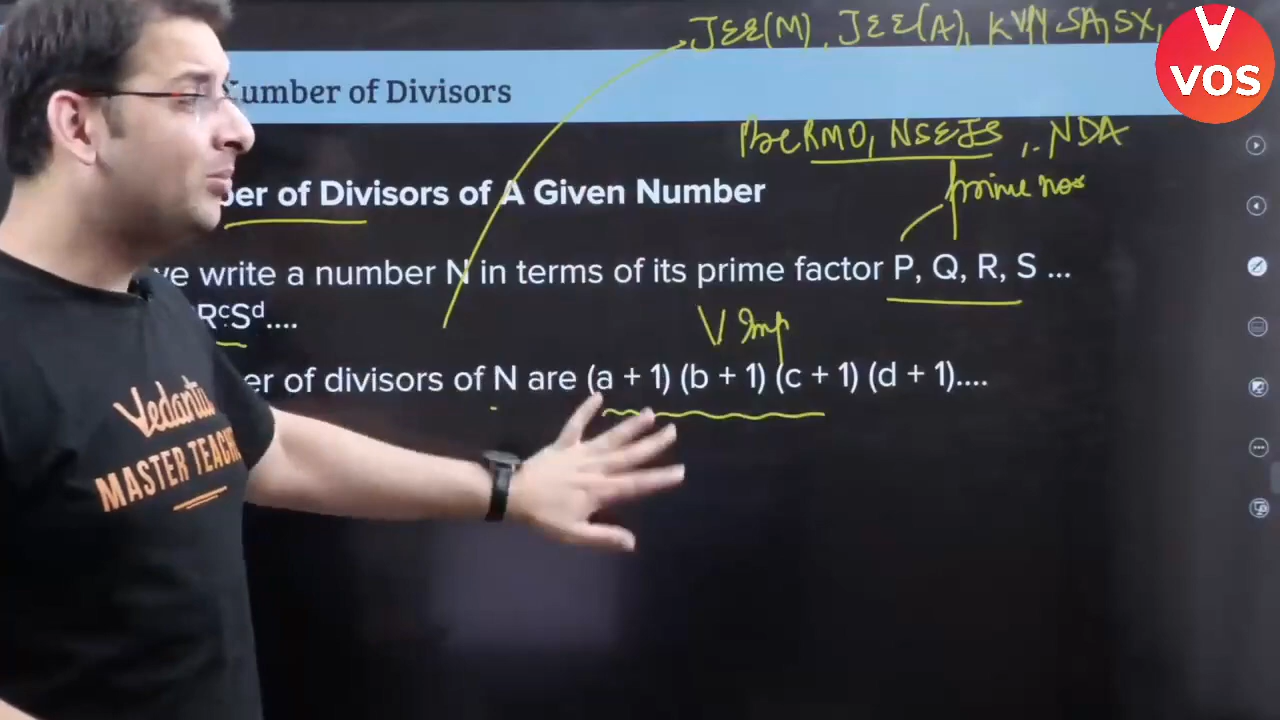 JEE(M), JEE(A), KVPY SA, SX,
V
VOS
Number of Divisors
PRERMO, NSEJS, .. NDA
ber of Divisors of A Given Number
prime nos
ve write a number N in terms of its prime factor P, Q, R, S ...
RᶜSᵈ....
V Imp
er of divisors of N are (a + 1) (b + 1) (c + 1) (d + 1)....
Vedantu
MASTER TEACHE